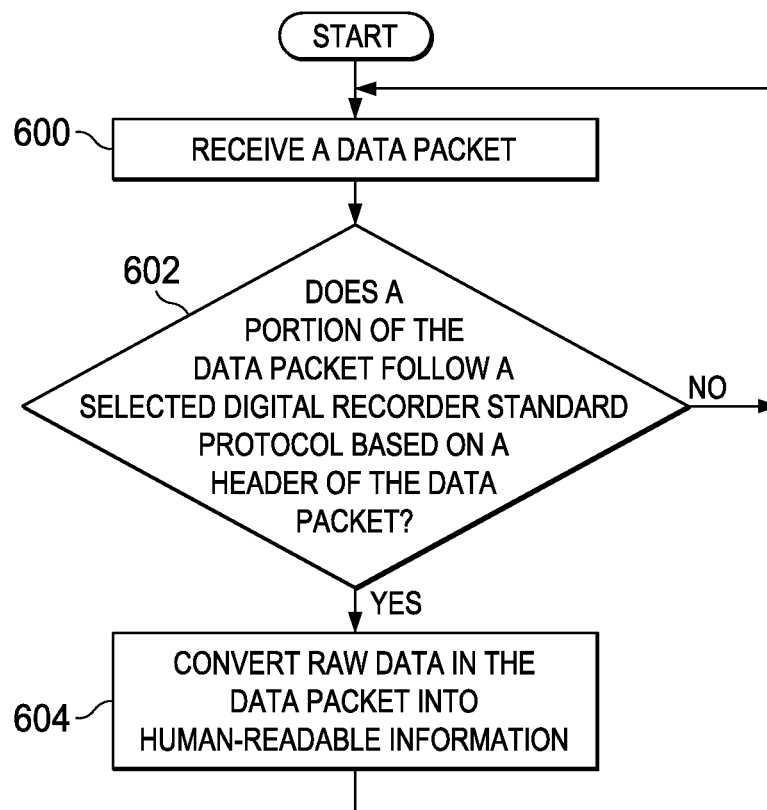 START
600
RECEIVE A DATA PACKET
602
DOES A
PORTION OF THE
DATA PACKET FOLLOW A
SELECTED DIGITAL RECORDER STANDARD
PROTOCOL BASED ON A
HEADER OF THE DATA
PACKET?
NO
YES
CONVERT RAW DATA IN THE
DATA PACKET INTO
HUMAN-READABLE INFORMATION
604